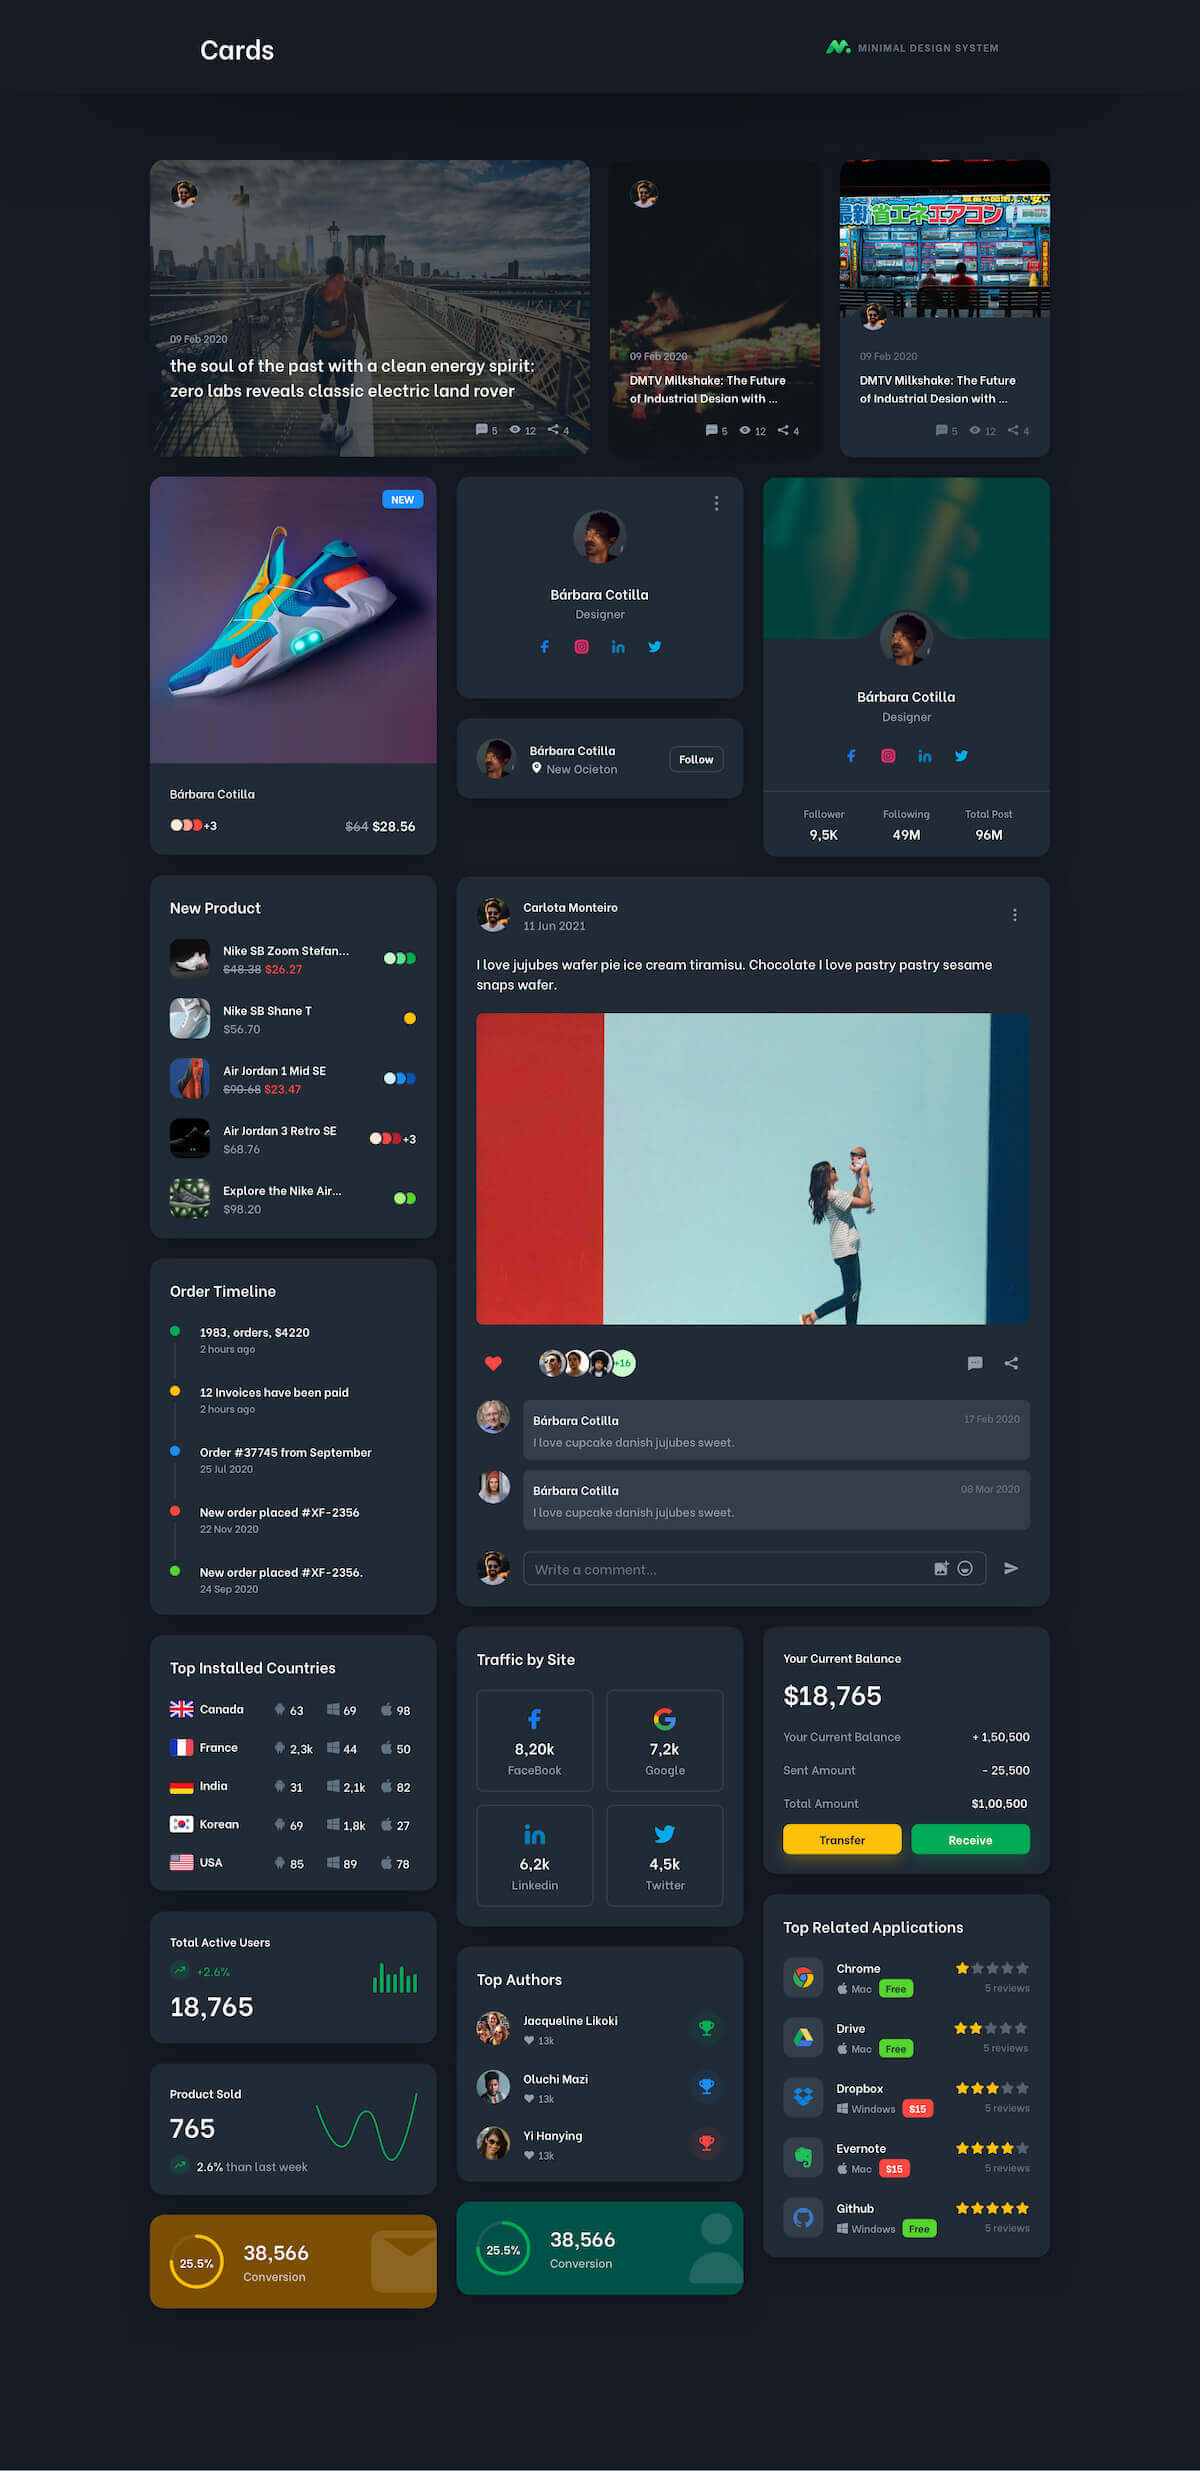 Cards
MINIMAL DESIGN SYSTEM
09 Feb 2020
the soul of the past with a clean energy spirit:
zero labs reveals classic electric land rover
5 12 4
09 Feb 2020
DMTV Milkshake: The Future
of Industrial Desian with ...
5 12 4
省エネエアコン
09 Feb 2020
DMTV Milkshake: The Future
of Industrial Desian with ...
5 12 4
NEW
Bárbara Cotilla
+3
$64 $28.56
Bárbara Cotilla
Designer
Bárbara Cotilla
New Ocieton
Follow
Bárbara Cotilla
Designer
Follower Following Total Post
9,5K 49M 96M
New Product
Nike SB Zoom Stefan...
$48.38 $26.27
Nike SB Shane T
$56.70
Air Jordan 1 Mid SE
$90.68 $23.47
Air Jordan 3 Retro SE
$68.76
+3
Explore the Nike Air...
$98.20
Carlota Monteiro
11 Jun 2021
I love jujubes wafer pie ice cream tiramisu. Chocolate I love pastry pastry sesame
snaps wafer.
+16
Bárbara Cotilla
17 Feb 2020
I love cupcake danish jujubes sweet.
Bárbara Cotilla
08 Mar 2020
I love cupcake danish jujubes sweet.
Write a comment...
Order Timeline
1983, orders, $4220
2 hours ago
12 Invoices have been paid
2 hours ago
Order #37745 from September
25 Jul 2020
New order placed #XF-2356
22 Nov 2020
New order placed #XF-2356.
24 Sep 2020
Top Installed Countries
Canada 63 69 98
France 2,3k 44 50
India 31 2,1k 82
Korean 69 1,8k 27
USA 85 89 78
Traffic by Site
8,20k
FaceBook
7,2k
Google
6,2k
Linkedin
4,5k
Twitter
Your Current Balance
$18,765
Your Current Balance + 1,50,500
Sent Amount - 25,500
Total Amount $1,00,500
Transfer
Receive
Total Active Users
+2.6%
18,765
Product Sold
765
2.6% than last week
25.5%
38,566
Conversion
Top Authors
Jacqueline Likoki
13k
Oluchi Mazi
13k
Yi Hanying
13k
25.5%
38,566
Conversion
Top Related Applications
Chrome
Mac Free
5 reviews
Drive
Mac Free
5 reviews
Dropbox
Windows $15
5 reviews
Evernote
Mac $15
5 reviews
Github
Windows Free
5 reviews